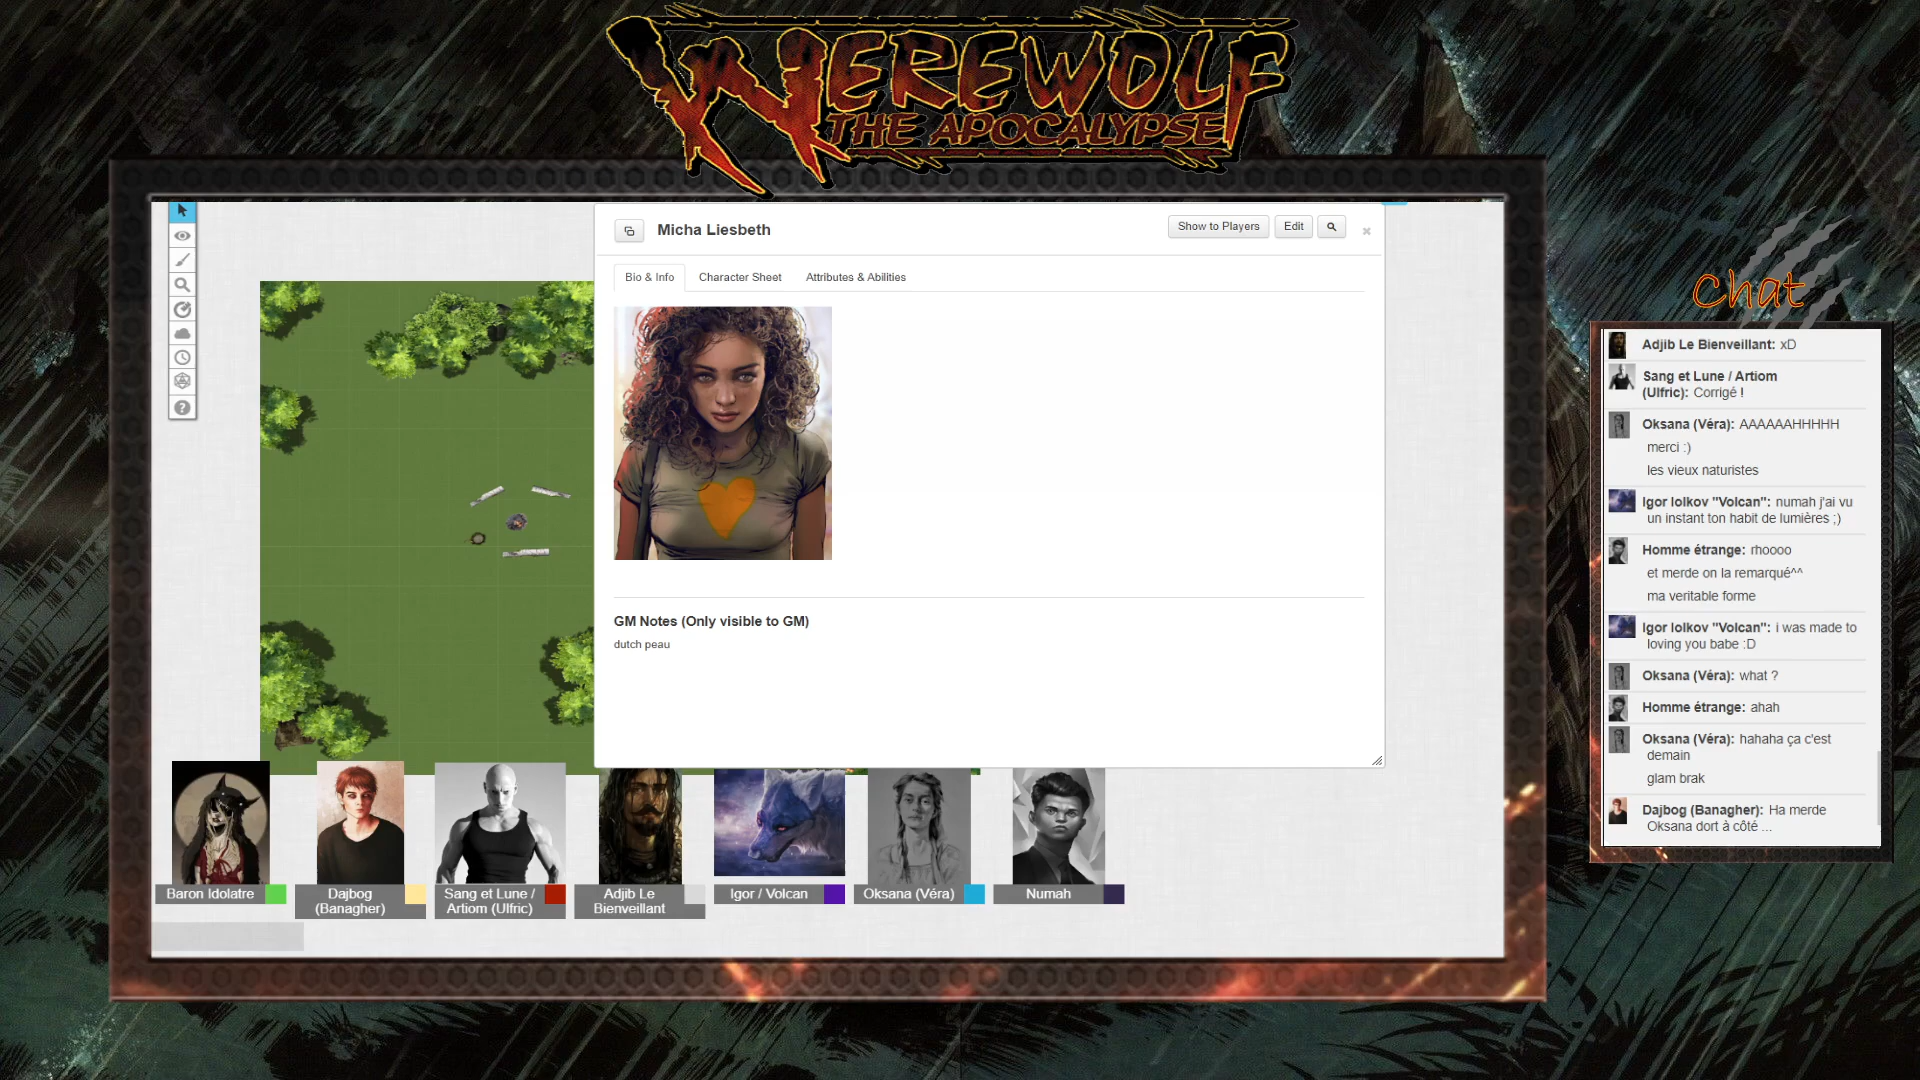 WEREWOLF
THE APOCALYPSE
Micha Liesbeth
Show to Players
Edit
Bio & Info
Character Sheet
Attributes & Abilities
GM Notes (Only visible to GM)
dutch peau
Baron Idolatre
Dajbog
(Banagher)
Sang et Lune /
Artiom (Ulfric)
Adjib Le
Bienveillant
Igor / Volcan
Oksana (Véra)
Numah
Chat
Adjib Le Bienveillant: xD
Sang et Lune / Artiom
(Ulfric): Corrigé !
Oksana (Véra): AAAAAAHHHHH
merci :)
les vieux naturistes
Igor Iolkov "Volcan": numah j'ai vu
un instant ton habit de lumières ;)
Homme étrange: rhoooo
et merde on la remarqué^^
ma veritable forme
Igor Iolkov "Volcan": i was made to
loving you babe :D
Oksana (Véra): what ?
Homme étrange: ahah
Oksana (Véra): hahaha ça c'est
demain
glam brak
Dajbog (Banagher): Ha merde
Oksana dort à côté ...